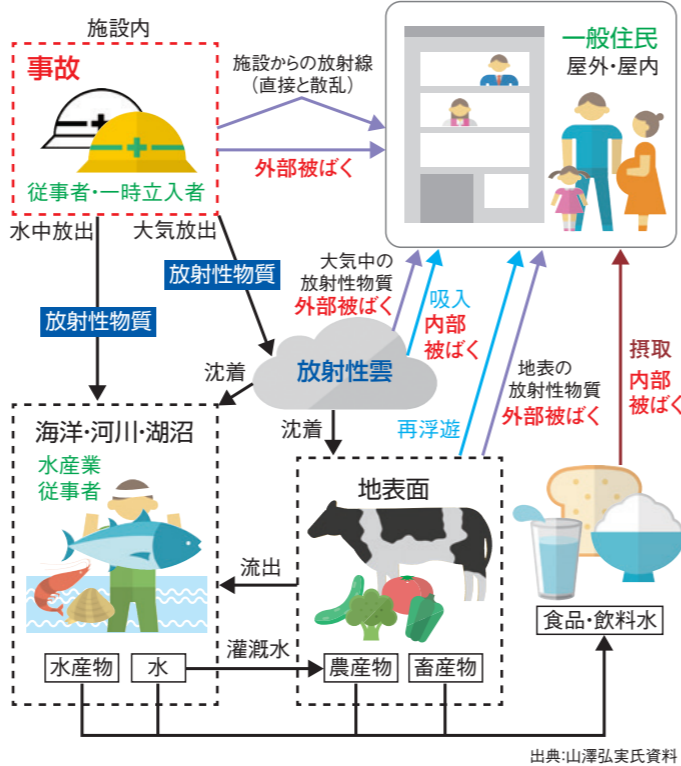 施設内
事故
従事者・一時立入者
施設からの放射線
(直接と散乱)
外部被ばく
一般住民
屋外・屋内
水中放出
大気放出
放射性物質
放射性物質
大気中の
放射性物質
外部被ばく
吸入
内部
被ばく
沈着
放射性雲
沈着
再浮遊
地表の
放射性物質
外部被ばく
摂取
内部
被ばく
海洋・河川・湖沼
水産業
従事者
地表面
流出
食品・飲料水
水産物
水
灌漑水
農産物
畜産物
出典:山澤弘実氏資料